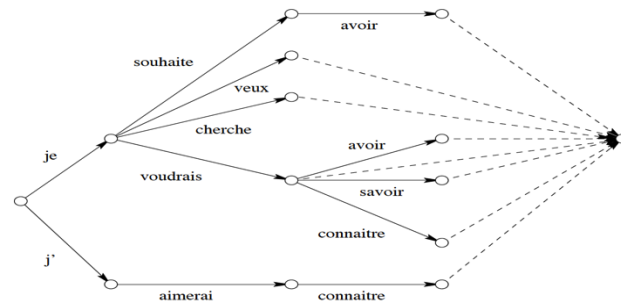 avoir
souhaite
veux
cherche
avoir
je
voudrais
savoir
connaitre
j'
aimerai
connaitre